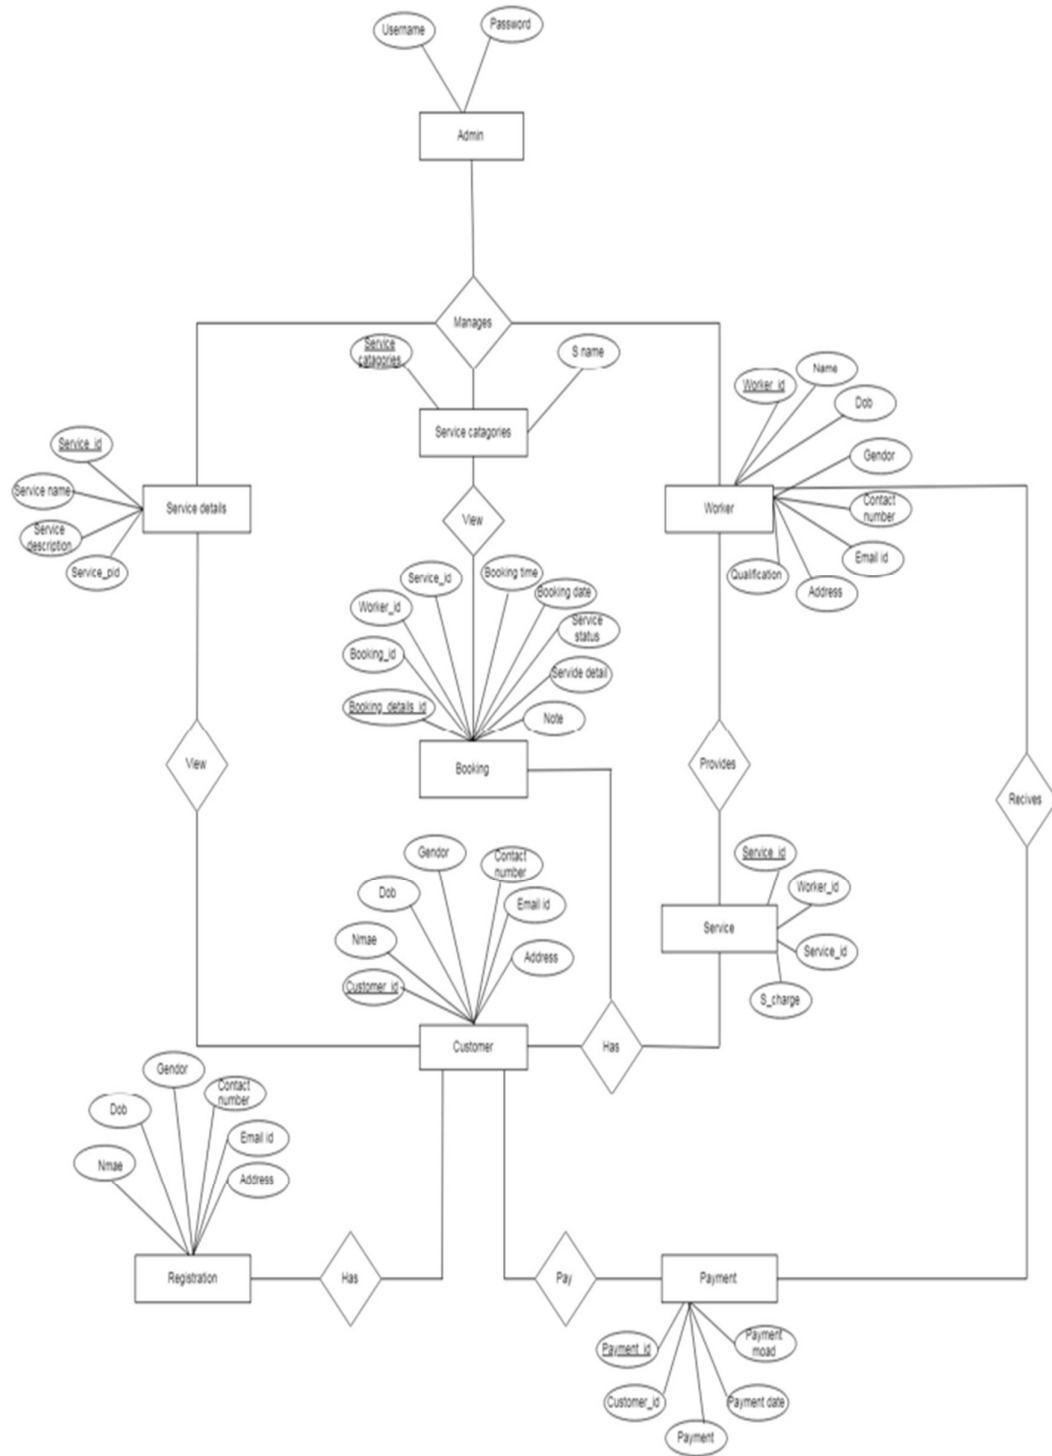 Username
Password
Admin
Manages
Service
catagories
S name
Service catagories
Worker_id
Name
Dob
Gendor
Contact
number
Email id
Address
Qualification
Worker
Service_id
Service name
Service
description
Service_pid
Service details
View
Service_id
Booking time
Worker_id
Booking date
Booking_id
Service
status
Servide detail
Booking_details_id
Note
Booking
View
Provides
Recives
Gendor
Contact
number
Dob
Email id
Nmae
Address
Customer_id
Customer
Service_id
Worker_id
Service_id
S_charge
Service
Has
Gendor
Contact
number
Dob
Email id
Nmae
Address
Registration
Has
Pay
Payment
Payment_id
Payment
moad
Customer_id
Payment date
Payment